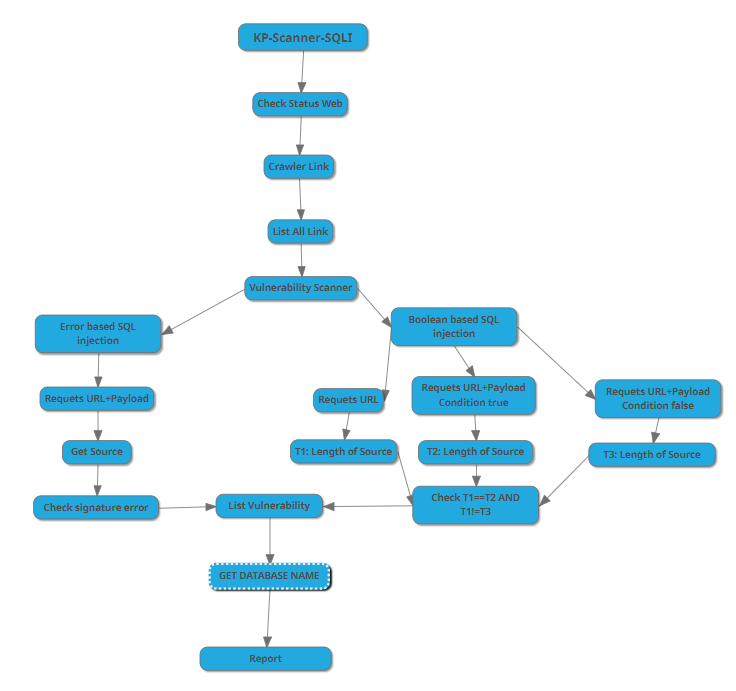 KP-Scanner-SQLI
Check Status Web
Crawler Link
List All Link
Vulnerability Scanner
Error based SQL
injection
Boolean based SQL
injection
Requets URL+Payload
Requets URL
Requets URL+Payload
Condition true
Requets URL+Payload
Condition false
Get Source
T1: Length of Source
T2: Length of Source
T3: Length of Source
Check signature error
List Vulnerability
Check T1==T2 AND
T1!=T3
GET DATABASE NAME
Report